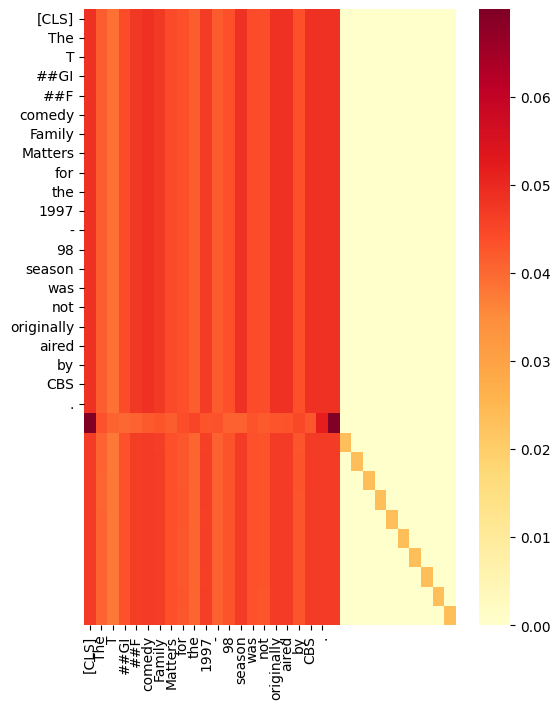 [CLS]
The
T
##GI
##F
comedy
Family
Matters
for
the
1997
-
98
season
was
not
originally
aired
by
CBS
.
[CLS] The T ##GI ##F comedy Family Matters for the 1997 - 98 season was not originally aired by CBS .
0.06
0.05
0.04
0.03
0.02
0.01
0.00